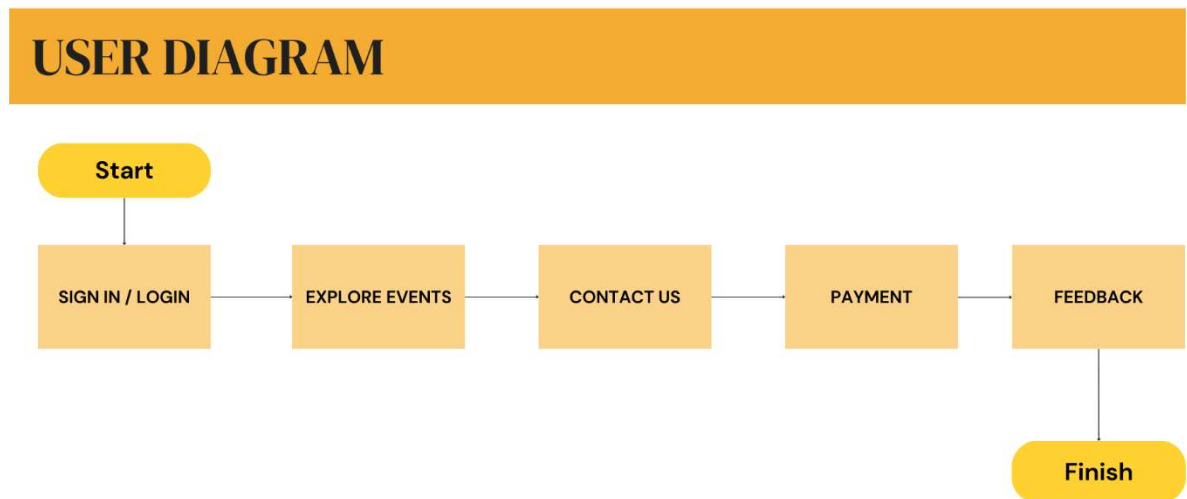 USER DIAGRAM
Start
SIGN IN / LOGIN
EXPLORE EVENTS
CONTACT US
PAYMENT
FEEDBACK
Finish